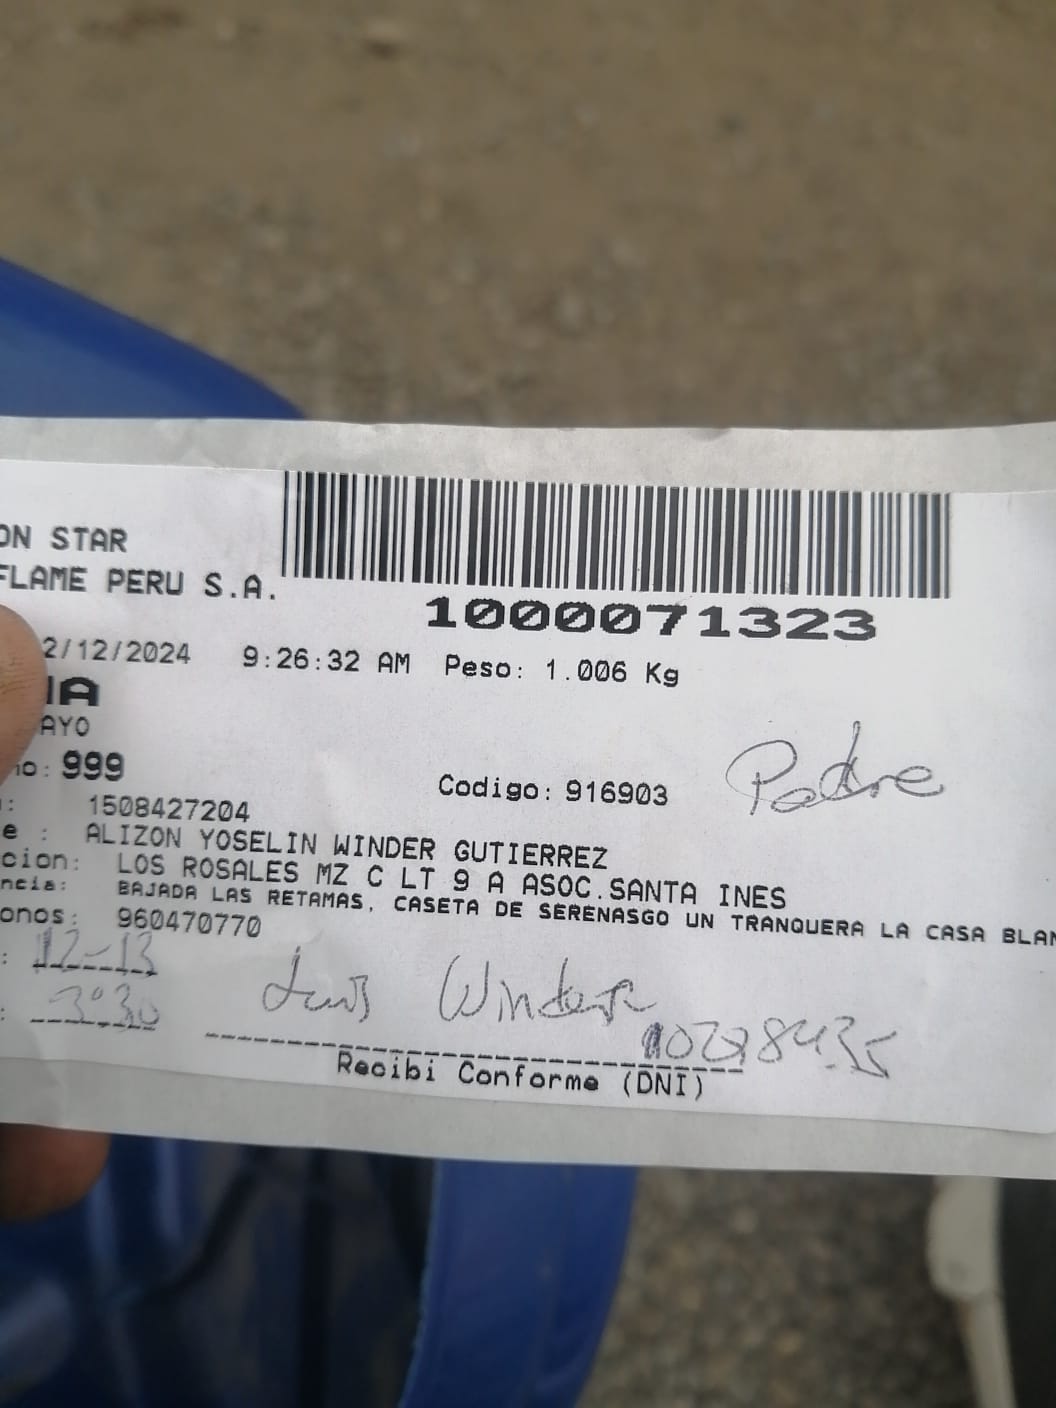 ON STAR
FLAME PERU S.A.
1000071323
2/12/2024 9:26:32 AM Peso: 1.006 Kg
IA
AYO
no: 999
Codigo: 916903
Padre
: 1508427204
e : ALIZON YOSELIN WINDER GUTIERREZ
cion: LOS ROSALES MZ C LT 9 A ASOC.SANTA INES
ncia: BAJADA LAS RETAMAS, CASETA DE SERENASGO UN TRANQUERA LA CASA BLAN
onos: 960470770
: 12-13
: 3:30
Luis Winder
Recibi Conforme (DNI)